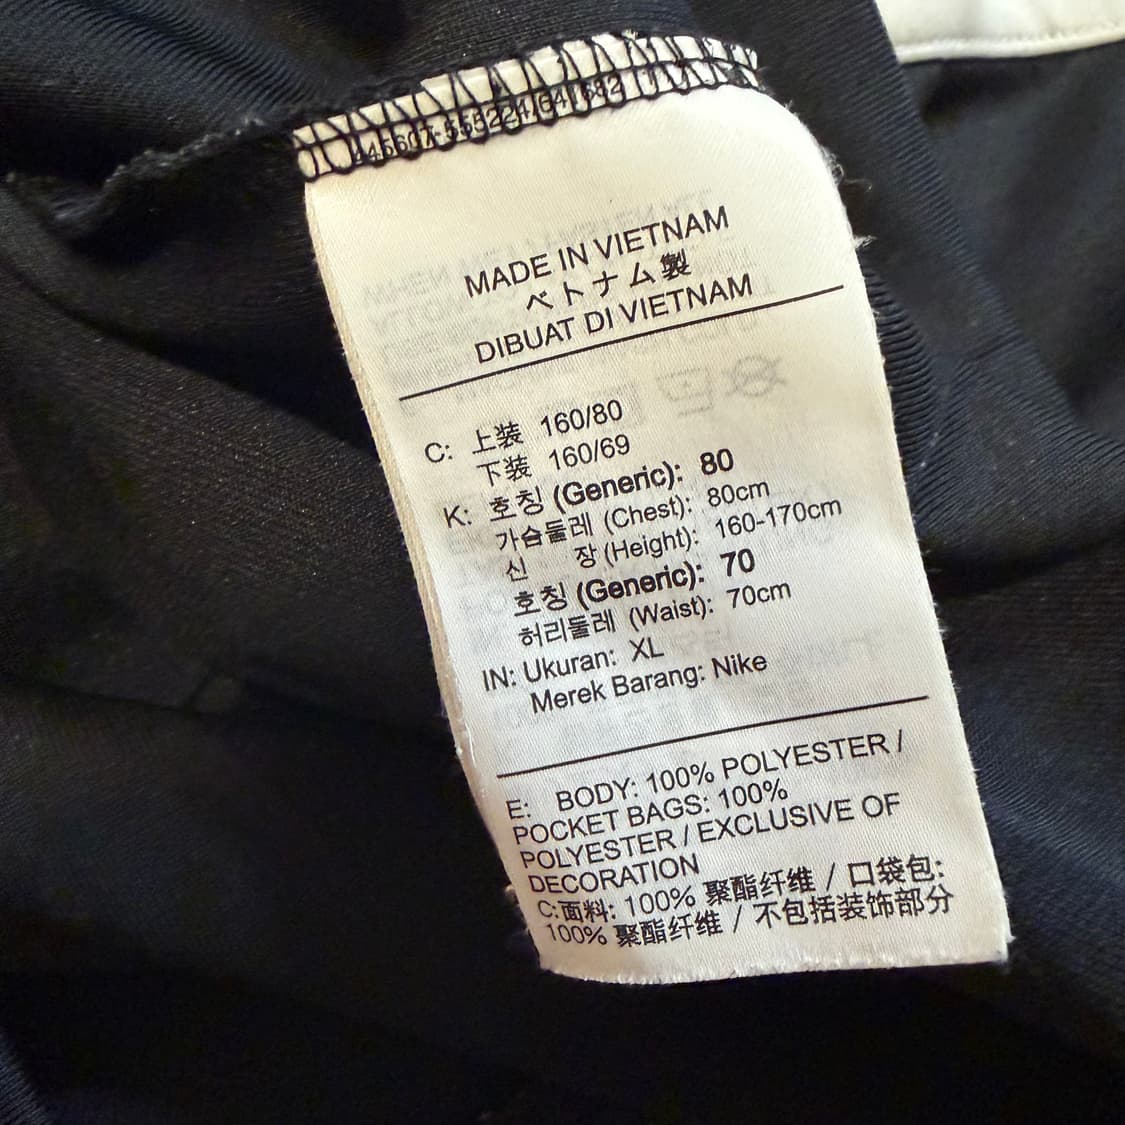 MADE IN VIETNAM
ベトナム製
DIBUAT DI VIETNAM
C: 上装 160/80
下装 160/69
K: 호칭 (Generic): 80
가슴둘레 (Chest): 80cm
신 장 (Height): 160-170cm
호칭 (Generic): 70
허리둘레 (Waist): 70cm
IN: Ukuran: XL
Merek Barang: Nike
E: BODY: 100% POLYESTER /
POCKET BAGS: 100%
POLYESTER / EXCLUSIVE OF
DECORATION
C:面料: 100% 聚酯纤维 / 口袋包:
100% 聚酯纤维 / 不包括装饰部分